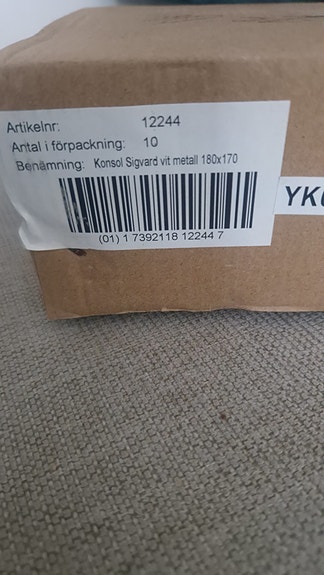 Artikelnr: 12244
Antal i förpackning: 10
Benämning: Konsol Sigvard vit metall 180x170
(01) 1 7392118 12244 7